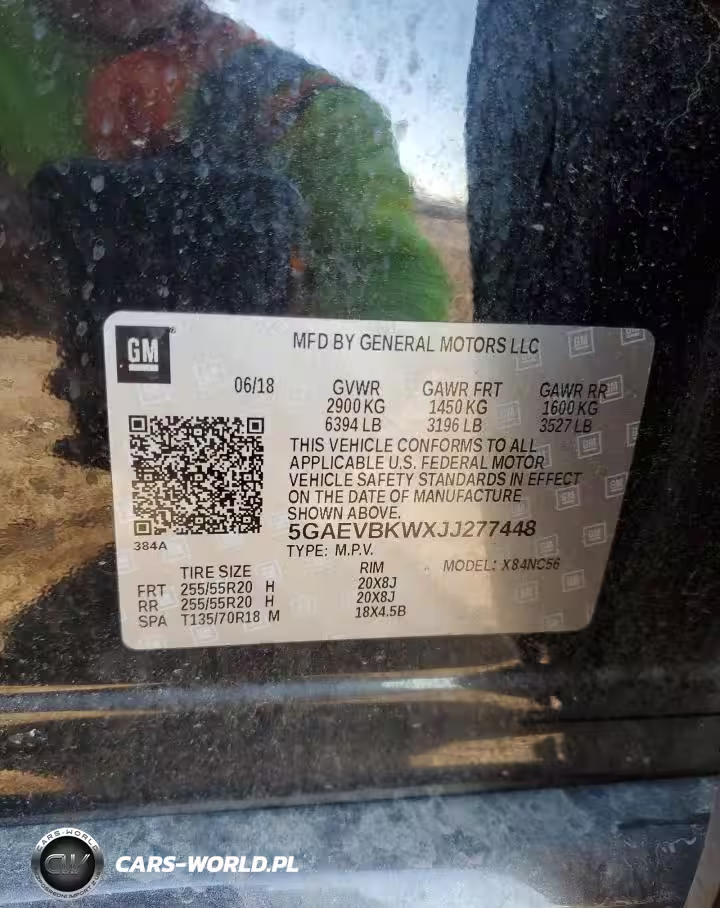 GM
MFD BY GENERAL MOTORS LLC
06/18
GVWR GAWR FRT GAWR RR
2900 KG 1450 KG 1600 KG
6394 LB 3196 LB 3527 LB
THIS VEHICLE CONFORMS TO ALL
APPLICABLE U.S. FEDERAL MOTOR
VEHICLE SAFETY STANDARDS IN EFFECT
ON THE DATE OF MANUFACTURE
SHOWN ABOVE.
5GAEVBKWXJJ277448
384A
TYPE: M.P.V.
TIRE SIZE RIM MODEL: X84NC56
FRT 255/55R20 H 20X8J
RR 255/55R20 H 20X8J
SPA T135/70R18 M 18X4.5B
CARS-WORLD
CW
CARS-WORLD.PL